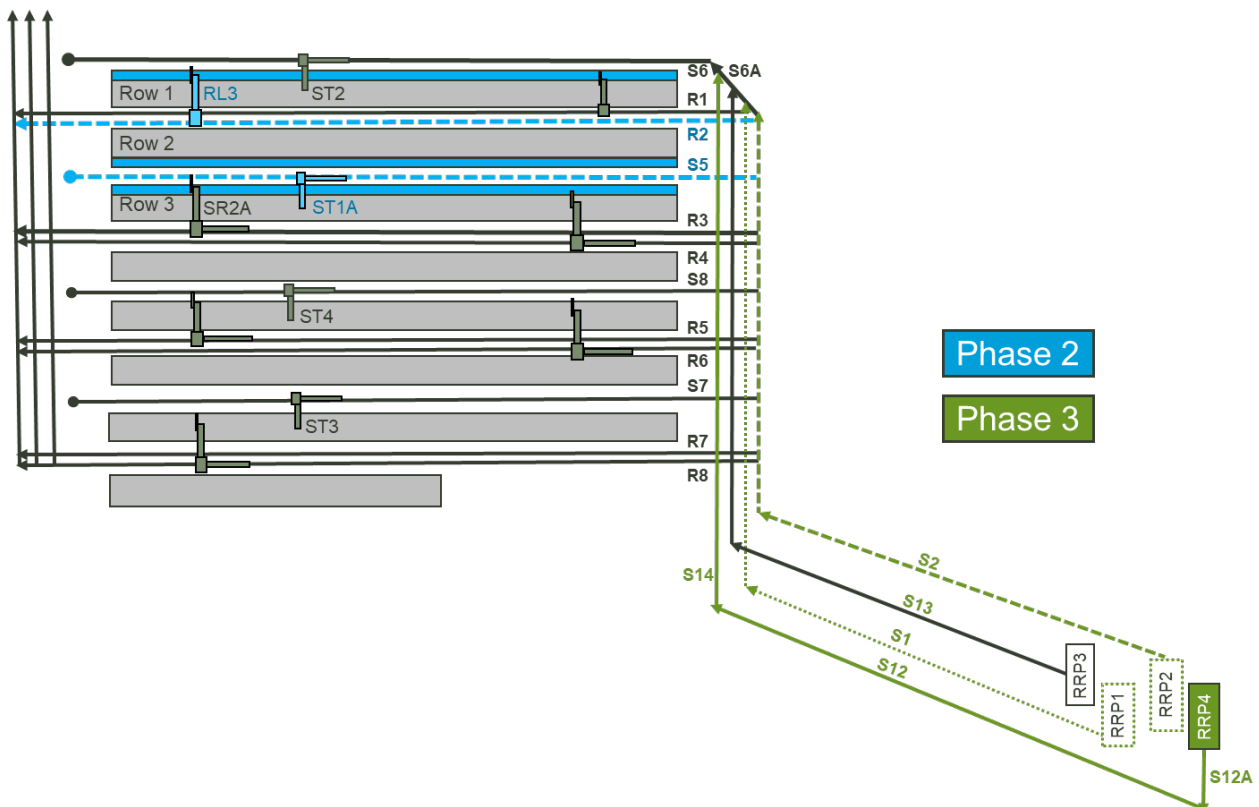 S6
S6A
Row 1
RL3
ST2
R1
Row 2
R2
S5
Row 3
SR2A
ST1A
R3
R4
S8
ST4
R5
Phase 2
R6
S7
Phase 3
ST3
R7
R8
S2
S14
S13
S1
S12
RRP3
RRP2
RRP1
RRP4
S12A